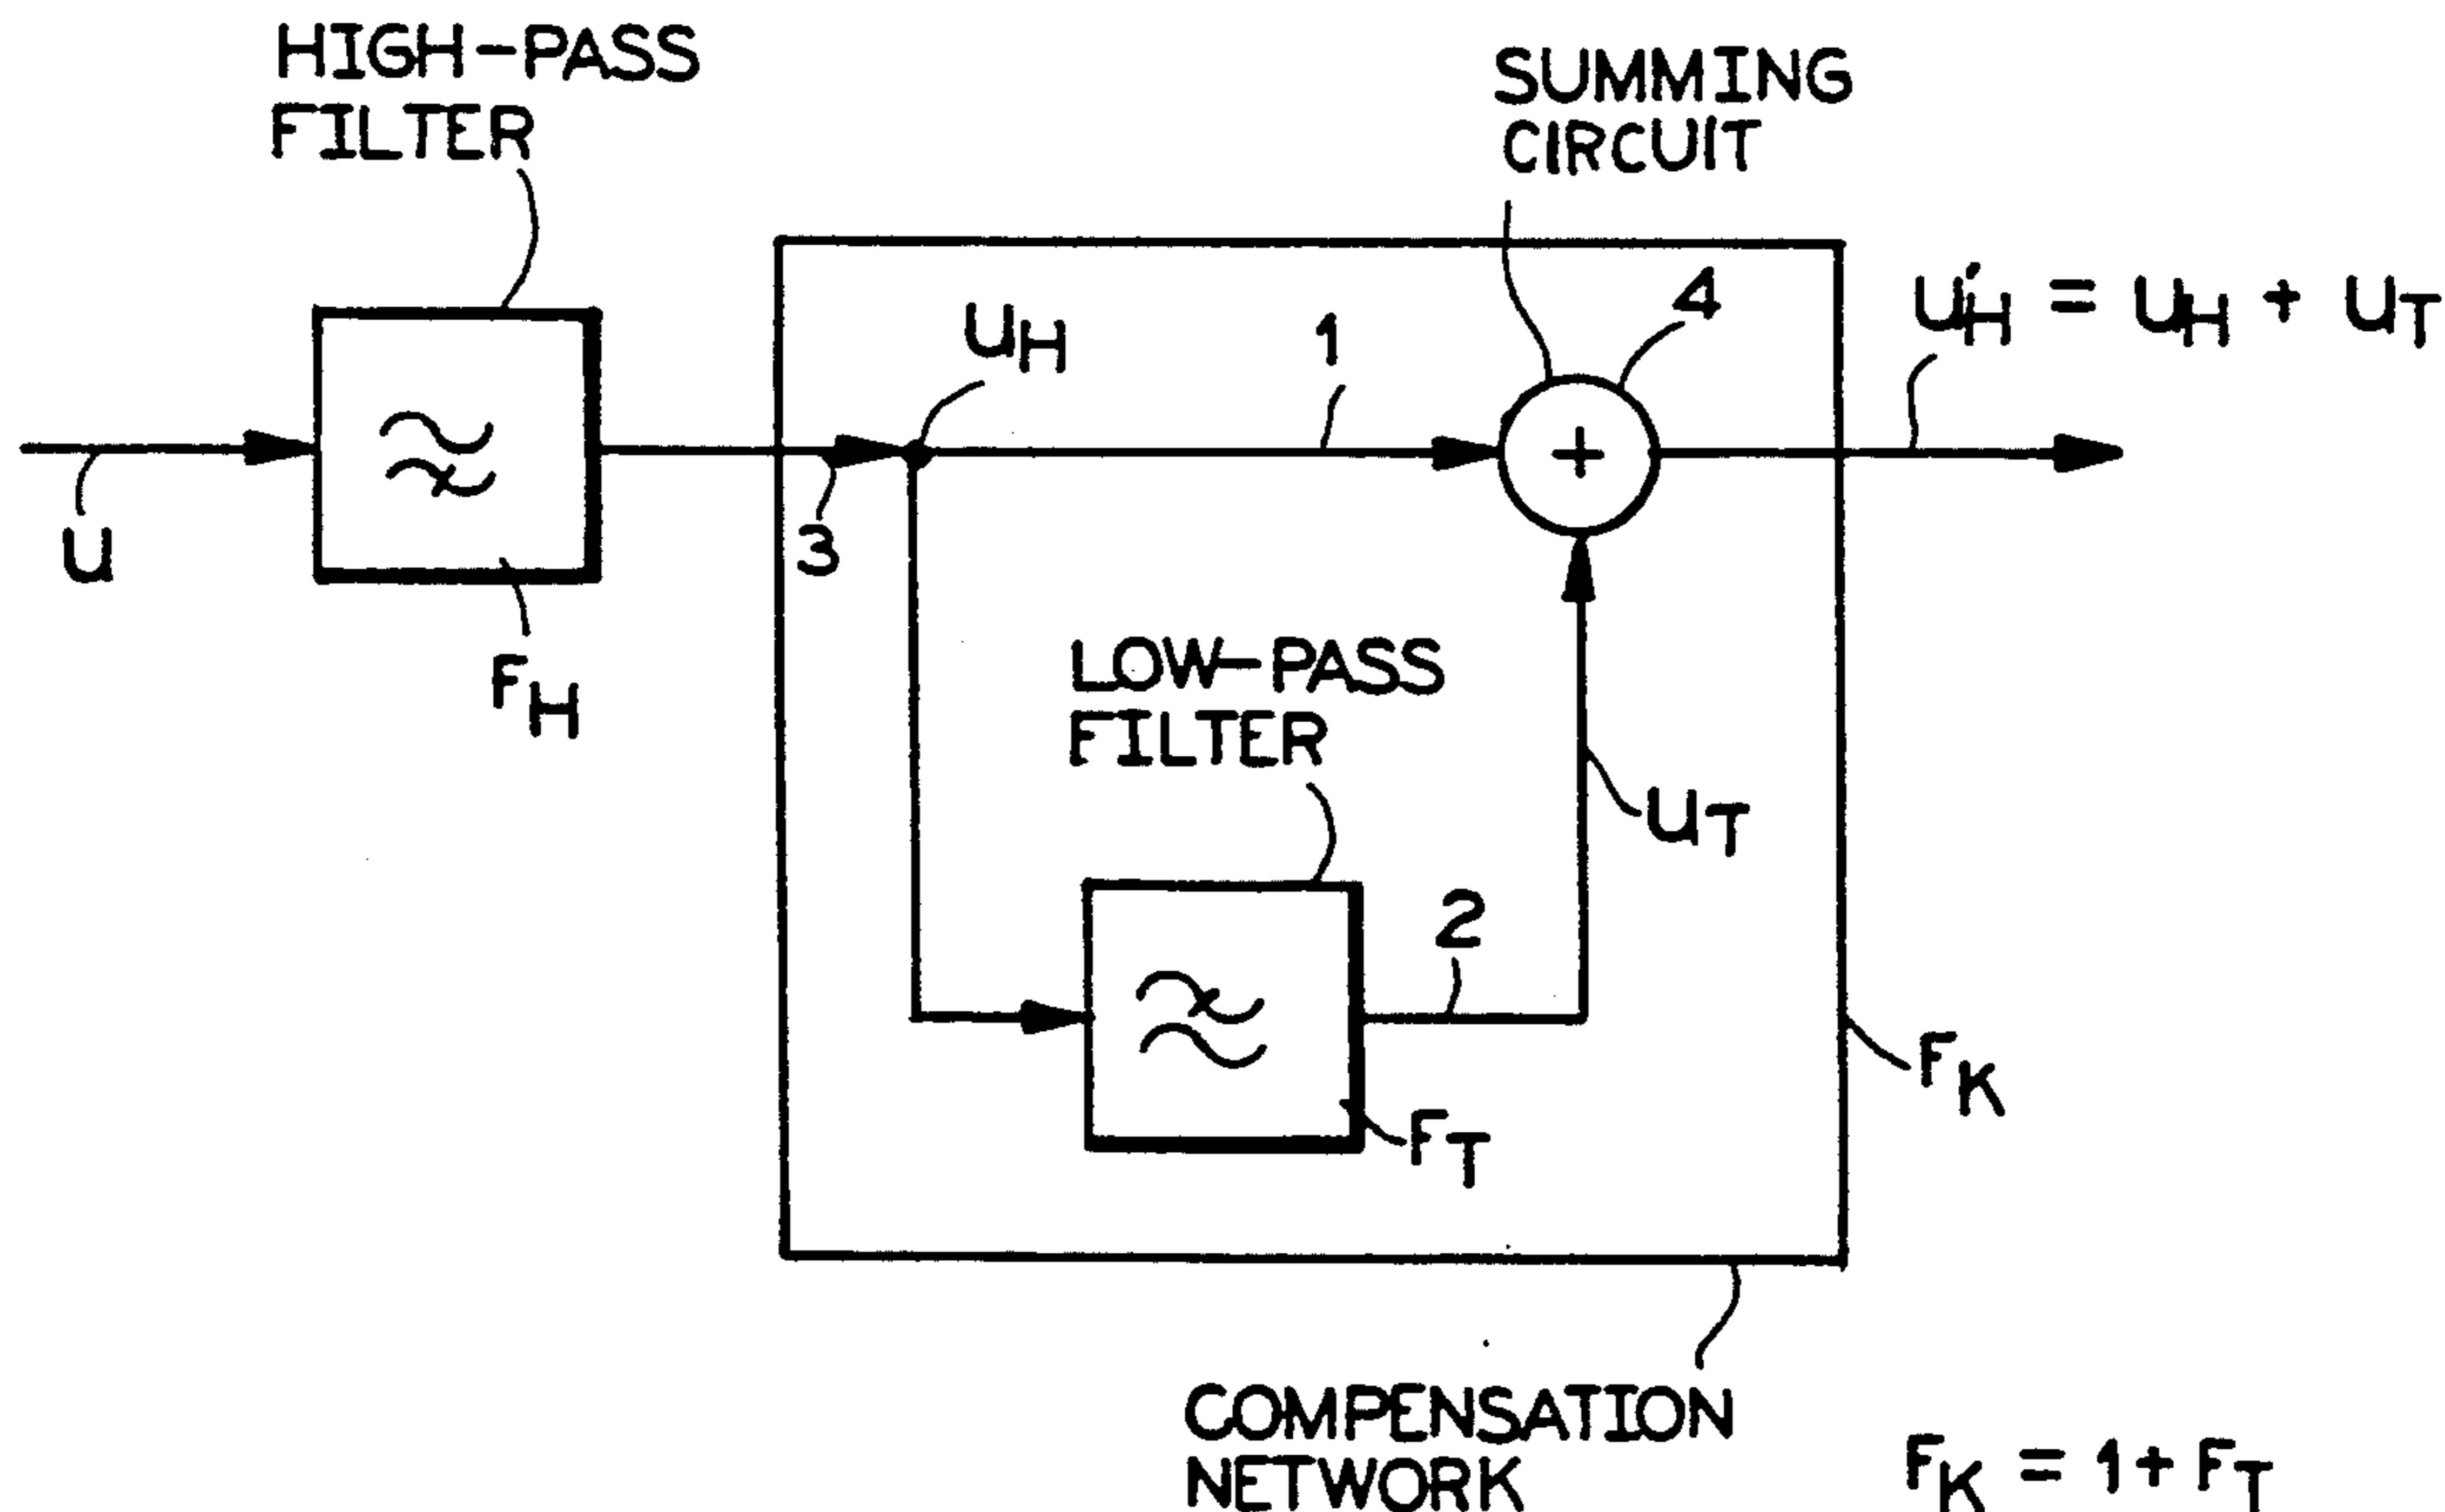 HIGH-PASS
FILTER
SUMMING
CIRCUIT
4
U'H = UH + UT
UH
1
U
3
FH
LOW-PASS
FILTER
UT
2
FT
FK
COMPENSATION
NETWORK
FK = 1 + FT